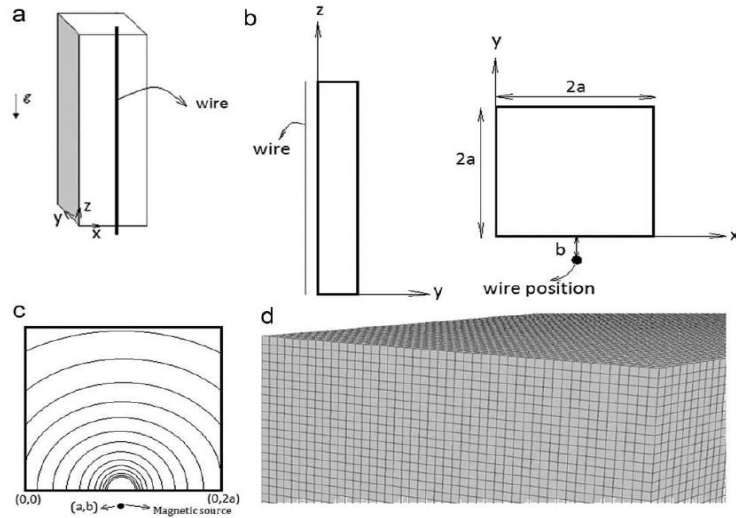 a
g
wire
y
z
x
b
z
wire
y
y
2a
2a
x
b
wire position
c
(0,0)
(0,2a)
(a,b)
Magnetic source
d